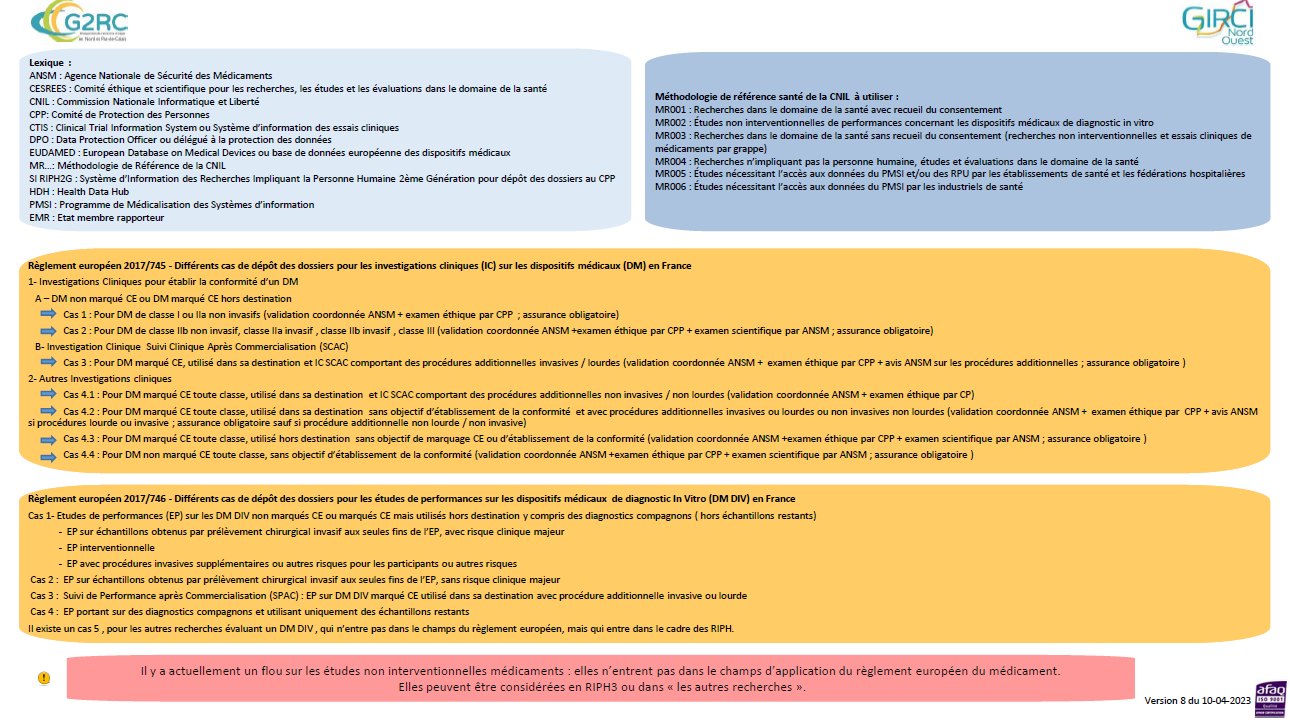 G2RC
GIRCI
Nord
Ouest
Lexique :
ANSM : Agence Nationale de Sécurité des Médicaments
CESREES : Comité éthique et scientifique pour les recherches, les études et les évaluations dans le domaine de la santé
CNIL : Commission Nationale Informatique et Liberté
CPP: Comité de Protection des Personnes
CTIS : Clinical Trial Information System ou Système d'information des essais cliniques
DPO : Data Protection Officer ou délégué à la protection des données
EUDAMED : European Database on Medical Devices ou base de données européenne des dispositifs médicaux
MR...: Méthodologie de Référence de la CNIL
SI RIPH2G : Système d'Information des Recherches Impliquant la Personne Humaine 2ème Génération pour dépôt des dossiers au CPP
HDH : Health Data Hub
PMSI : Programme de Médicalisation des Systèmes d'information
EMR : Etat membre rapporteur
Méthodologie de référence santé de la CNIL à utiliser :
MR001 : Recherches dans le domaine de la santé avec recueil du consentement
MR002 : Études non interventionnelles de performances concernant les dispositifs médicaux de diagnostic in vitro
MR003 : Recherches dans le domaine de la santé sans recueil du consentement (recherches non interventionnelles et essais cliniques de
médicaments par grappe)
MR004 : Recherches n'impliquant pas la personne humaine, études et évaluations dans le domaine de la santé
MR005 : Études nécessitant l'accès aux données du PMSI et/ou des RPU par les établissements de santé et les fédérations hospitalières
MR006 : Études nécessitant l'accès aux données du PMSI par les industriels de santé
Règlement européen 2017/745 - Différents cas de dépôt des dossiers pour les investigations cliniques (IC) sur les dispositifs médicaux (DM) en France
1- Investigations Cliniques pour établir la conformité d'un DM
A – DM non marqué CE ou DM marqué CE hors destination
Cas 1 : Pour DM de classe I ou IIa non invasifs (validation coordonnée ANSM + examen éthique par CPP ; assurance obligatoire)
Cas 2 : Pour DM de classe IIb non invasif, classe IIa invasif , classe IIb invasif , classe III (validation coordonnée ANSM +examen éthique par CPP + examen scientifique par ANSM ; assurance obligatoire)
B- Investigation Clinique Suivi Clinique Après Commercialisation (SCAC)
Cas 3 : Pour DM marqué CE, utilisé dans sa destination et IC SCAC comportant des procédures additionnelles invasives / lourdes (validation coordonnée ANSM + examen éthique par CPP + avis ANSM sur les procédures additionnelles ; assurance obligatoire )
2- Autres Investigations cliniques
Cas 4.1 : Pour DM marqué CE toute classe, utilisé dans sa destination et IC SCAC comportant des procédures additionnelles non invasives / non lourdes (validation coordonnée ANSM + examen éthique par CP)
Cas 4.2 : Pour DM marqué CE toute classe, utilisé dans sa destination sans objectif d'établissement de la conformité et avec procédures additionnelles invasives ou lourdes ou non invasives non lourdes (validation coordonnée ANSM + examen éthique par CPP + avis ANSM
si procédures lourde ou invasive ; assurance obligatoire sauf si procédure additionnelle non lourde / non invasive)
Cas 4.3 : Pour DM marqué CE toute classe, utilisé hors destination sans objectif de marquage CE ou d'établissement de la conformité (validation coordonnée ANSM +examen éthique par CPP + examen scientifique par ANSM ; assurance obligatoire )
Cas 4.4 : Pour DM non marqué CE toute classe, sans objectif d'établissement de la conformité (validation coordonnée ANSM +examen éthique par CPP + examen scientifique par ANSM ; assurance obligatoire )
Règlement européen 2017/746 - Différents cas de dépôt des dossiers pour les études de performances sur les dispositifs médicaux de diagnostic In Vitro (DM DIV) en France
Cas 1- Etudes de performances (EP) sur les DM DIV non marqués CE ou marqués CE mais utilisés hors destination y compris des diagnostics compagnons ( hors échantillons restants)
- EP sur échantillons obtenus par prélèvement chirurgical invasif aux seules fins de l'EP, avec risque clinique majeur
- EP interventionnelle
- EP avec procédures invasives supplémentaires ou autres risques pour les participants ou autres risques
Cas 2 : EP sur échantillons obtenus par prélèvement chirurgical invasif aux seules fins de l'EP, sans risque clinique majeur
Cas 3 : Suivi de Performance après Commercialisation (SPAC) : EP sur DM DIV marqué CE utilisé dans sa destination avec procédure additionnelle invasive ou lourde
Cas 4 : EP portant sur des diagnostics compagnons et utilisant uniquement des échantillons restants
Il existe un cas 5 , pour les autres recherches évaluant un DM DIV , qui n'entre pas dans le champs du règlement européen, mais qui entre dans le cadre des RIPH.
Il y a actuellement un flou sur les études non interventionnelles médicaments : elles n'entrent pas dans le champs d'application du règlement européen du médicament.
Elles peuvent être considérées en RIPH3 ou dans « les autres recherches ».
Version 8 du 10-04-2023
afaq
ISO 9001
Qualité